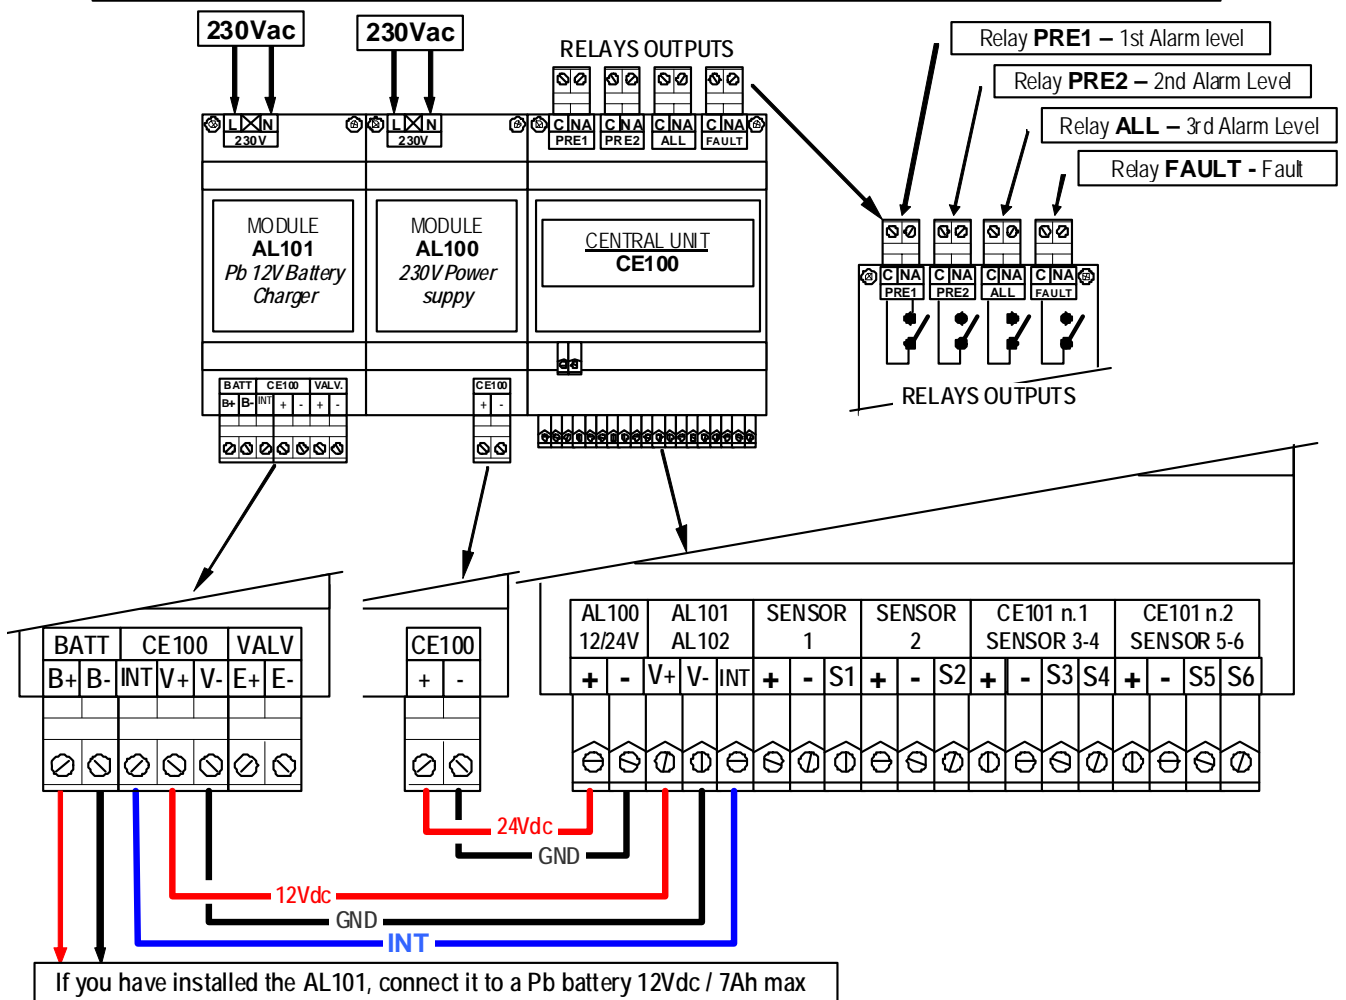 230Vac
230Vac
RELAYS OUTPUTS
Relay PRE1 – 1st Alarm level
Relay PRE2 – 2nd Alarm Level
Relay ALL – 3rd Alarm Level
Relay FAULT - Fault
L N
230V
L N
230V
C NA C NA C NA C NA
PRE1 PRE2 ALL FAULT
MODULE
AL101
Pb 12V Battery
Charger
MODULE
AL100
230V Power
suppy
CENTRAL UNIT
CE100
C NA C NA C NA C NA
PRE1 PRE2 ALL FAULT
RELAYS OUTPUTS
BATT CE100 VALV.
B+ B- INT + - + -
CE100
+ -
BATT CE100 VALV
B+ B- INT V+ V- E+ E-
CE100
+ -
AL100 AL101 SENSOR SENSOR CE101 n.1 CE101 n.2
12/24V AL102 1 2 SENSOR 3-4 SENSOR 5-6
+ - V+ V- INT + - S1 + - S2 + - S3 S4 + - S5 S6
24Vdc
GND
12Vdc
GND
INT
If you have installed the AL101, connect it to a Pb battery 12Vdc / 7Ah max